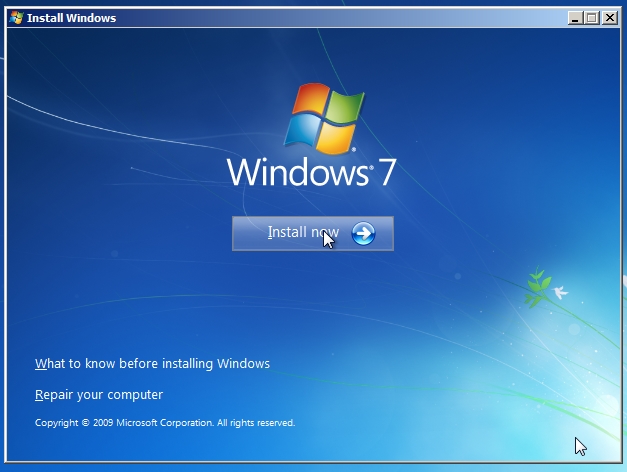 Install Windows
Windows® 7
Install now
What to know before installing Windows
Repair your computer
Copyright © 2009 Microsoft Corporation. All rights reserved.